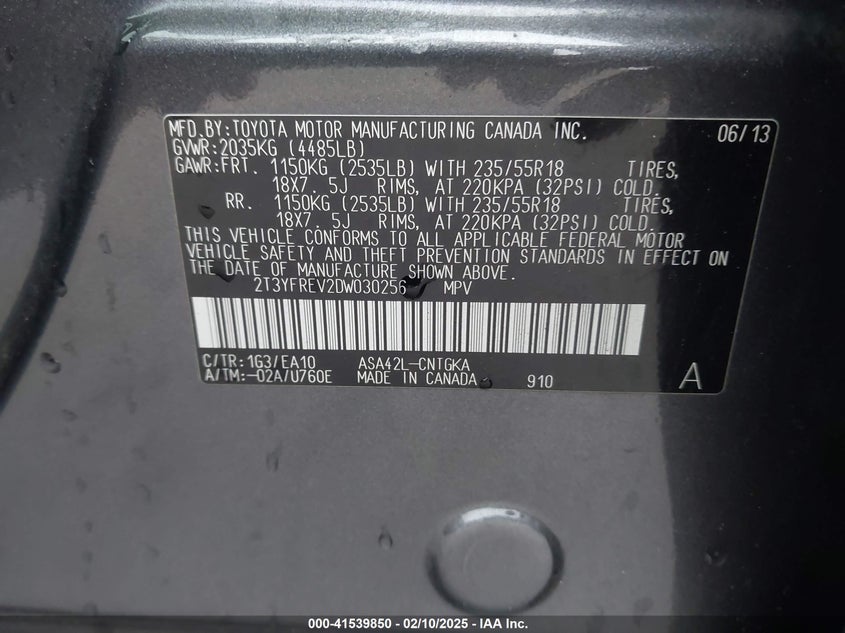 MFD.BY:TOYOTA MOTOR MANUFACTURING CANADA INC. 06/13
GVWR:2035KG (4485LB)
GAWR:FRT. 1150KG (2535LB) WITH 235/55R18 TIRES,
18X7.5J RIMS, AT 220KPA (32PSI) COLD.
RR. 1150KG (2535LB) WITH 235/55R18 TIRES,
18X7.5J RIMS, AT 220KPA (32PSI) COLD.
THIS VEHICLE CONFORMS TO ALL APPLICABLE FEDERAL MOTOR
VEHICLE SAFETY AND THEFT PREVENTION STANDARDS IN EFFECT ON
THE DATE OF MANUFACTURE SHOWN ABOVE.
2T3YFREV2DW030256 MPV
C/TR:1G3/EA10 ASA42L-CNTGKA
A/TM:-02A/U760E MADE IN CANADA 910 A
000-41539850 / 02/10/2025 - IAA Inc.